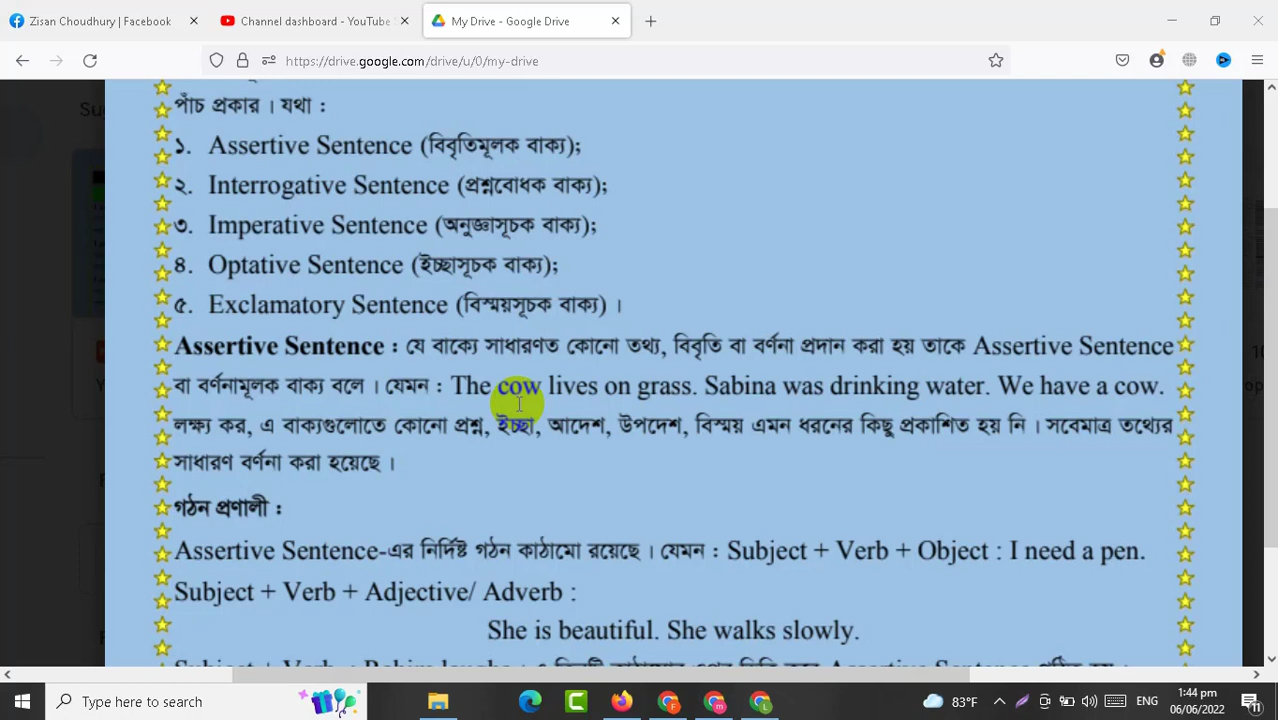 Zisan Choudhury | Facebook
Channel dashboard - YouTube
My Drive - Google Drive
https://drive.google.com/drive/u/0/my-drive
পাঁচ প্রকার । যথা :
১. Assertive Sentence (বিবৃতিমূলক বাক্য);
২. Interrogative Sentence (প্রশ্নবোধক বাক্য);
৩. Imperative Sentence (অনুজ্ঞাসূচক বাক্য);
৪. Optative Sentence (ইচ্ছাসূচক বাক্য);
৫. Exclamatory Sentence (বিস্ময়সূচক বাক্য) ।
Assertive Sentence : যে বাক্যে সাধারণত কোনো তথ্য, বিবৃতি বা বর্ণনা প্রদান করা হয় তাকে Assertive Sentence
বা বর্ণনামূলক বাক্য বলে । যেমন : The cow lives on grass. Sabina was drinking water. We have a cow.
লক্ষ্য কর, এ বাক্যগুলোতে কোনো প্রশ্ন, ইচ্ছা, আদেশ, উপদেশ, বিস্ময় এমন ধরনের কিছু প্রকাশিত হয় নি । সবেমাত্র তথ্যের
সাধারণ বর্ণনা করা হয়েছে ।
গঠন প্রণালী :
Assertive Sentence-এর নির্দিষ্ট গঠন কাঠামো রয়েছে । যেমন : Subject + Verb + Object : I need a pen.
Subject + Verb + Adjective/ Adverb :
She is beautiful. She walks slowly.
Type here to search
83°F
ENG
1:44 pm
06/06/2022
11